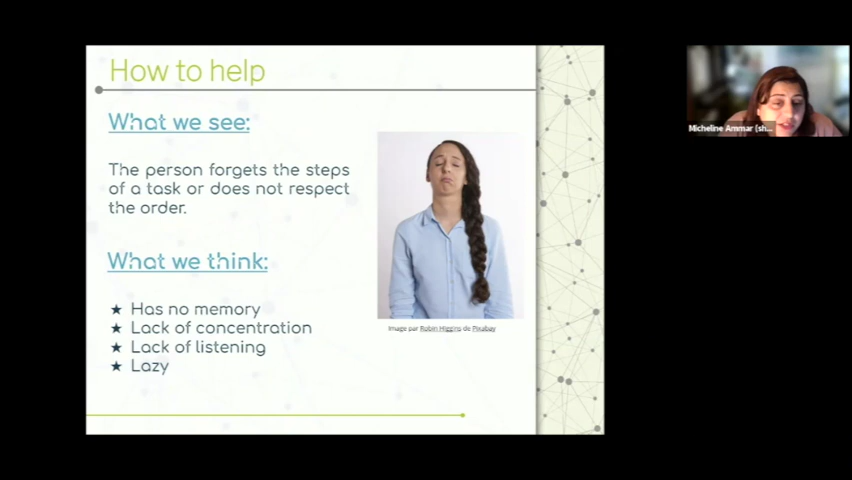 How to help
What we see:
The person forgets the steps
of a task or does not respect
the order.
What we think:
★ Has no memory
★ Lack of concentration
★ Lack of listening
★ Lazy
Image par Robin Higgins de Pixabay
Micheline Ammar (sh...